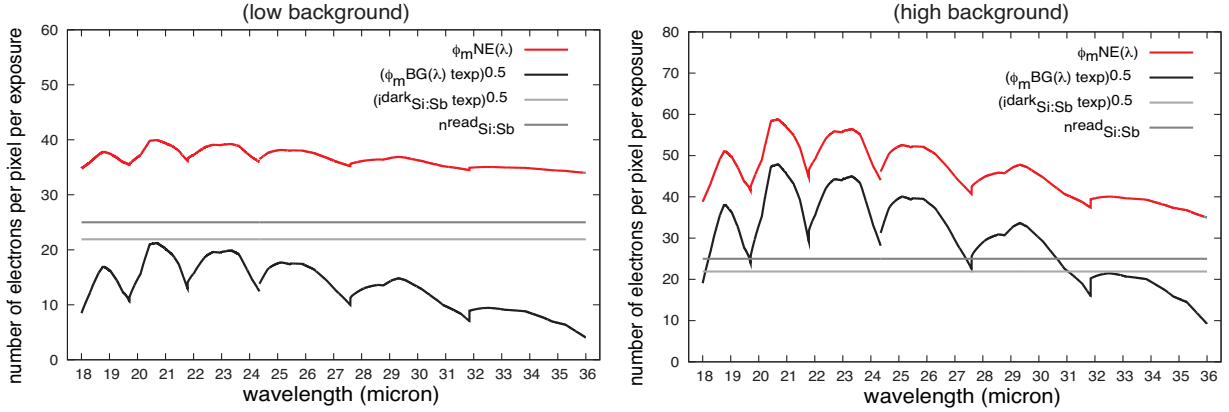 (low background)
number of electrons per pixel per exposure
60
50
40
30
20
10
0
ϕmNE(λ)
(ϕmBG(λ) texp)0.5
(idarkSi:Sb texp)0.5
nreadSi:Sb
18 19 20 21 22 23 24 25 26 27 28 29 30 31 32 33 34 35 36
wavelength (micron)
(high background)
number of electrons per pixel per exposure
80
70
60
50
40
30
20
10
0
ϕmNE(λ)
(ϕmBG(λ) texp)0.5
(idarkSi:Sb texp)0.5
nreadSi:Sb
18 19 20 21 22 23 24 25 26 27 28 29 30 31 32 33 34 35 36
wavelength (micron)